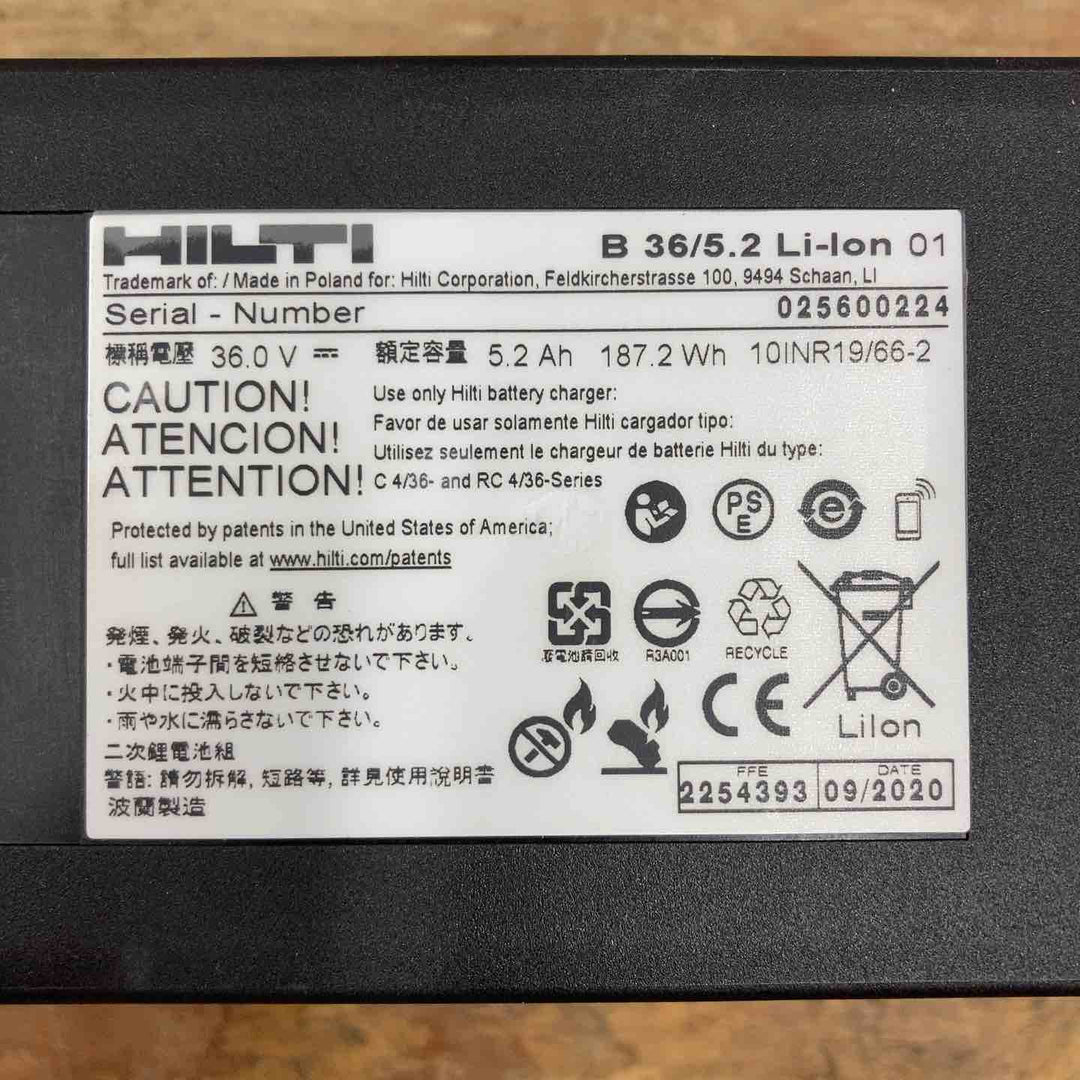 HILTI
B 36/5.2 Li-Ion 01
Trademark of: / Made in Poland for: Hilti Corporation, Feldkircherstrasse 100, 9494 Schaan, LI
Serial - Number 025600224
標稱電壓 36.0 V 額定容量 5.2 Ah 187.2 Wh 10INR19/66-2
CAUTION!
ATENCION!
ATTENTION!
Use only Hilti battery charger:
Favor de usar solamente Hilti cargador tipo:
Utilisez seulement le chargeur de batterie Hilti du type:
C 4/36- and RC 4/36-Series
PS
E
e
Protected by patents in the United States of America;
full list available at www.hilti.com/patents
警 告
発煙、発火、破裂などの恐れがあります。
・電池端子間を短絡させないで下さい。
・火中に投入しないで下さい。
・雨や水に濡らさないで下さい。
二次鋰電池組
警語: 請勿拆解, 短路等, 詳見使用說明書
波蘭製造
廢電池請回收
R3A001
RECYCLE
CE
LiIon
FFE DATE
2254393 09/2020